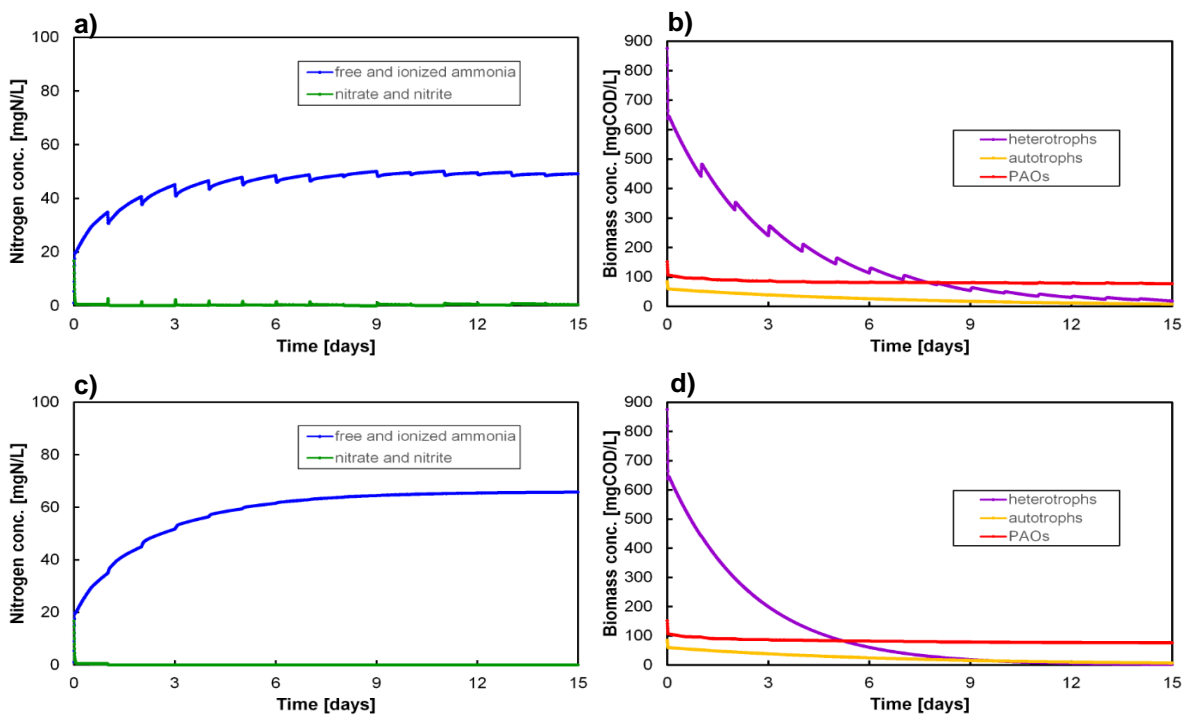 a)
Nitrogen conc. [mgN/L]
100
80
60
40
20
0
free and ionized ammonia
nitrate and nitrite
0 3 6 9 12 15
Time [days]
b)
Biomass conc. [mgCOD/L]
900
800
700
600
500
400
300
200
100
0
heterotrophs
autotrophs
PAOs
0 3 6 9 12 15
Time [days]
c)
Nitrogen conc. [mgN/L]
100
80
60
40
20
0
free and ionized ammonia
nitrate and nitrite
0 3 6 9 12 15
Time [days]
d)
Biomass conc. [mgCOD/L]
900
800
700
600
500
400
300
200
100
0
heterotrophs
autotrophs
PAOs
0 3 6 9 12 15
Time [days]